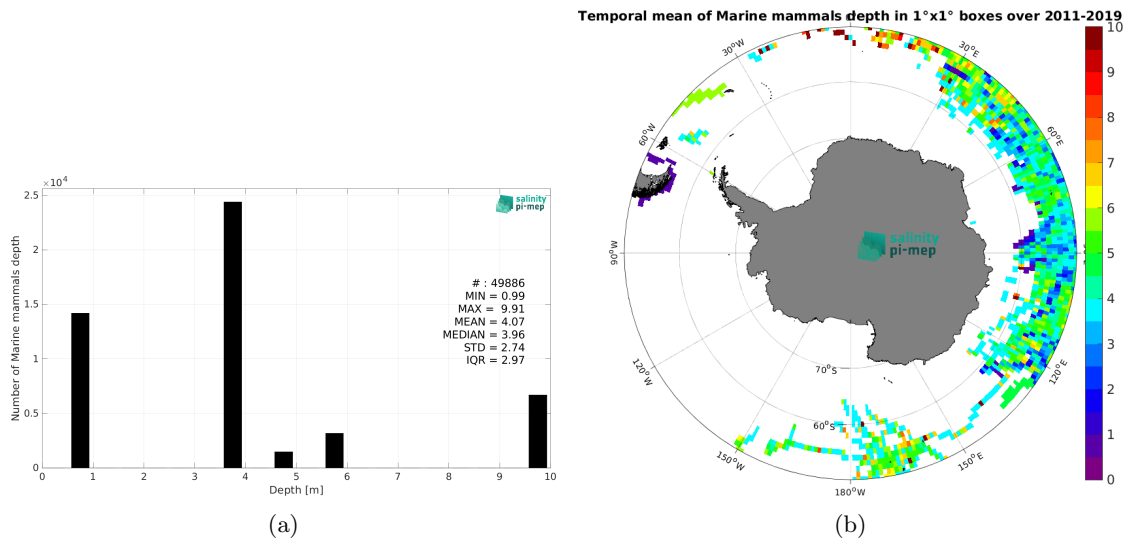 ×10⁴
2.5
2
1.5
1
0.5
0
0 1 2 3 4 5 6 7 8 9 10
Number of Marine mammals depth
Depth [m]
salinity
pi-mep
# : 49886
MIN = 0.99
MAX = 9.91
MEAN = 4.07
MEDIAN = 3.96
STD = 2.74
IQR = 2.97
(a)
Temporal mean of Marine mammals depth in 1°x1° boxes over 2011-2019
30°W
30°E
60°W
60°E
90°W
120°W
120°E
150°W
150°E
180°W
70°S
60°S
salinity
pi-mep
10
9
8
7
6
5
4
3
2
1
0
(b)